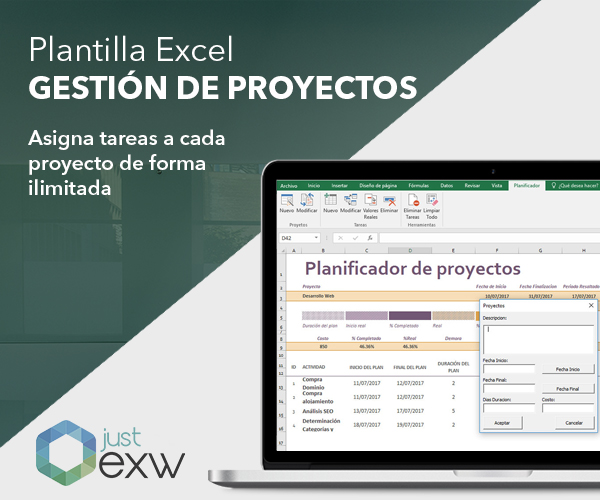 Plantilla Excel
GESTIÓN DE PROYECTOS
Asigna tareas a cada
proyecto de forma
ilimitada
Archivo Inicio Insertar Diseño de página Fórmulas Datos Revisar Vista Planificador ¿Qué desea hacer?
Nuevo Modificar Nuevo Modificar Valores Reales Eliminar Eliminar Tareas Limpiar Todo
Proyetos Tareas Herramientas
D42 fx
A B C D E F G H
Planificador de proyectos
Proyecto Fecha de Inicio Fecha Finalizacion Periodo Resaltado
Desarrollo Web 10/07/2017 31/07/2017 17/07/2017
Duración del plan Inicio real % Completado Real
Costo % Completado %Real Demora
850 46.36% 46.36%
ID ACTIVIDAD INICIO DEL PLAN FINAL DEL PLAN DURACIÓN DEL PLAN
1 Compra Dominio 11/07/2017 12/07/2017 2
2 Compra alojamiento 11/07/2017 12/07/2017 2
3 Análisis SEO 13/07/2017 17/07/2017 5
4 Determinación Categorias y 18/07/2017 19/07/2017 2
Proyectos
Descripcion:
Fecha Inicio:
Fecha Inicio
Fecha Final:
Fecha Final
Dias Duracion: Costo:
Aceptar Cancelar
just
exw